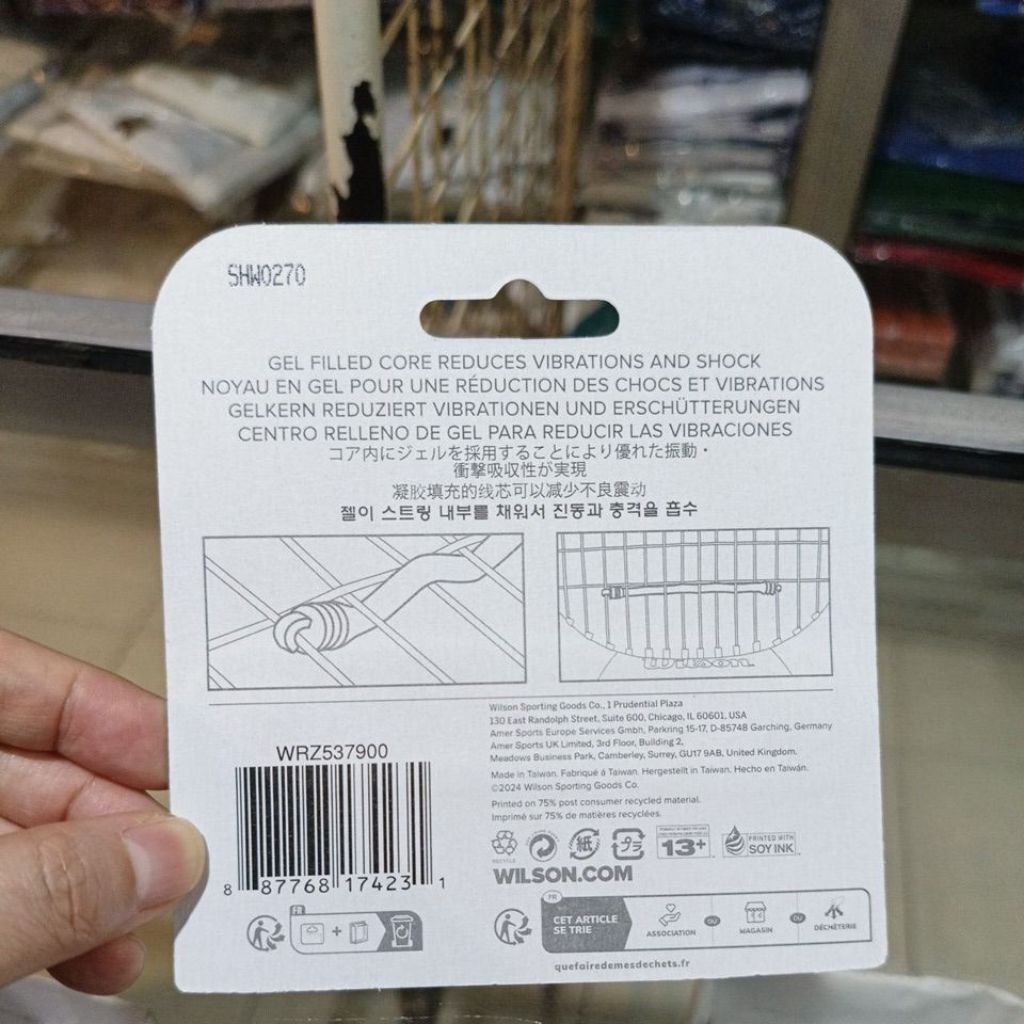 SHW0270
GEL FILLED CORE REDUCES VIBRATIONS AND SHOCK
NOYAU EN GEL POUR UNE RÉDUCTION DES CHOCS ET VIBRATIONS
GELKERN REDUZIERT VIBRATIONEN UND ERSCHÜTTERUNGEN
CENTRO RELLENO DE GEL PARA REDUCIR LAS VIBRACIONES
コア内にジェルを採用することにより優れた振動・
衝撃吸収性が実現
凝胶填充的线芯可以减少不良震动
젤이 스트링 내부를 채워서 진동과 충격을 흡수
Wilson
Wilson Sporting Goods Co., 1 Prudential Plaza
130 East Randolph Street, Suite 600, Chicago, IL 60601, USA
Amer Sports Europe Services GmbH, Parkring 15-17, D-85748 Garching, Germany
Amer Sports UK Limited, 3rd Floor, Building 2,
Meadows Business Park, Camberley, Surrey, GU17 9AB, United Kingdom.
Made in Taiwan. Fabriqué à Taiwan. Hergestellt in Taiwan. Hecho en Taiwán.
©2024 Wilson Sporting Goods Co.
Printed on 75% post consumer recycled material.
Imprimé sur 75% de matières recyclées.
WRZ537900
8 87768 17423 1
RECYCLE
紙
プラ
13+
PRINTED WITH
SOY INK
WILSON.COM
FR
FR
CET ARTICLE
SE TRIE
ASSOCIATION
OU
MAGASIN
OU
DÉCHÈTERIE
quefairedemesdechets.fr